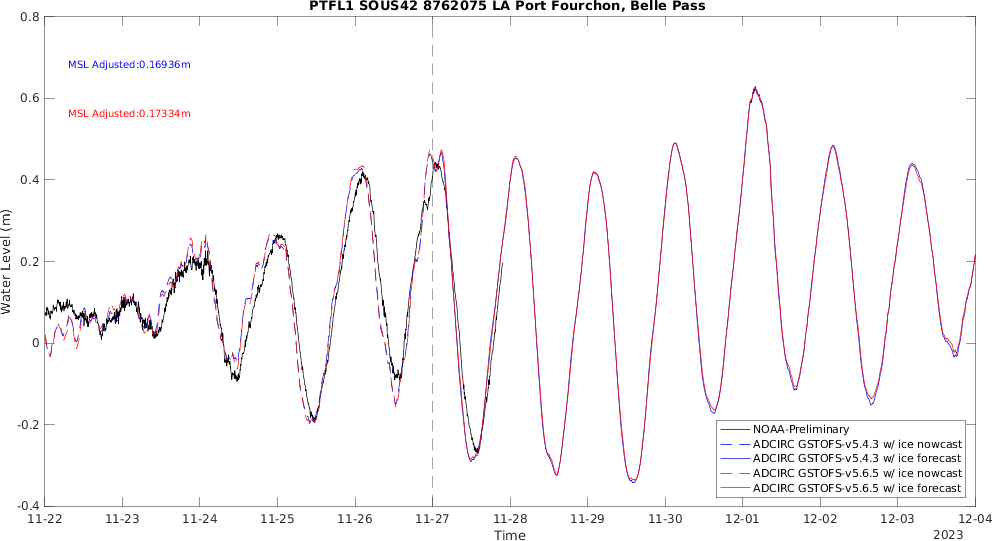 PTFL1 SOUS42 8762075 LA Port Fourchon, Belle Pass
0.8
MSL Adjusted:0.16936m
0.6
MSL Adjusted:0.17334m
0.4
Water Level (m)
0.2
0
-0.2
-0.4
NOAA-Preliminary
ADCIRC GSTOFS-v5.4.3 w/ ice nowcast
ADCIRC GSTOFS-v5.4.3 w/ ice forecast
ADCIRC GSTOFS-v5.6.5 w/ ice nowcast
ADCIRC GSTOFS-v5.6.5 w/ ice forecast
11-22 11-23 11-24 11-25 11-26 11-27 11-28 11-29 11-30 12-01 12-02 12-03 12-04
Time
2023